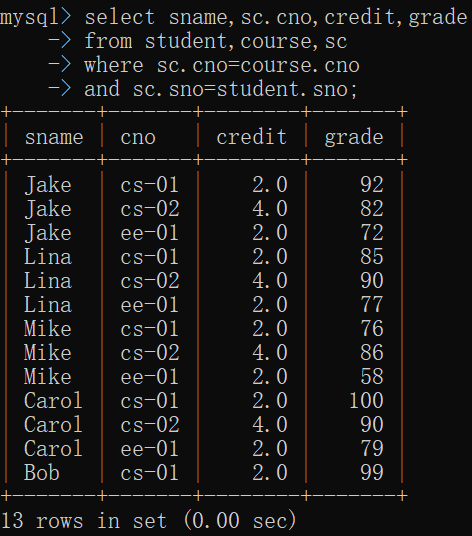 mysql> select sname,sc.cno,credit,grade
    -> from student,course,sc
    -> where sc.cno=course.cno
    -> and sc.sno=student.sno;
+-------+-------+--------+-------+
| sname | cno   | credit | grade |
+-------+-------+--------+-------+
| Jake  | cs-01 |    2.0 |    92 |
| Jake  | cs-02 |    4.0 |    82 |
| Jake  | ee-01 |    2.0 |    72 |
| Lina  | cs-01 |    2.0 |    85 |
| Lina  | cs-02 |    4.0 |    90 |
| Lina  | ee-01 |    2.0 |    77 |
| Mike  | cs-01 |    2.0 |    76 |
| Mike  | cs-02 |    4.0 |    86 |
| Mike  | ee-01 |    2.0 |    58 |
| Carol | cs-01 |    2.0 |   100 |
| Carol | cs-02 |    4.0 |    90 |
| Carol | ee-01 |    2.0 |    79 |
| Bob   | cs-01 |    2.0 |    99 |
+-------+-------+--------+-------+
13 rows in set (0.00 sec)